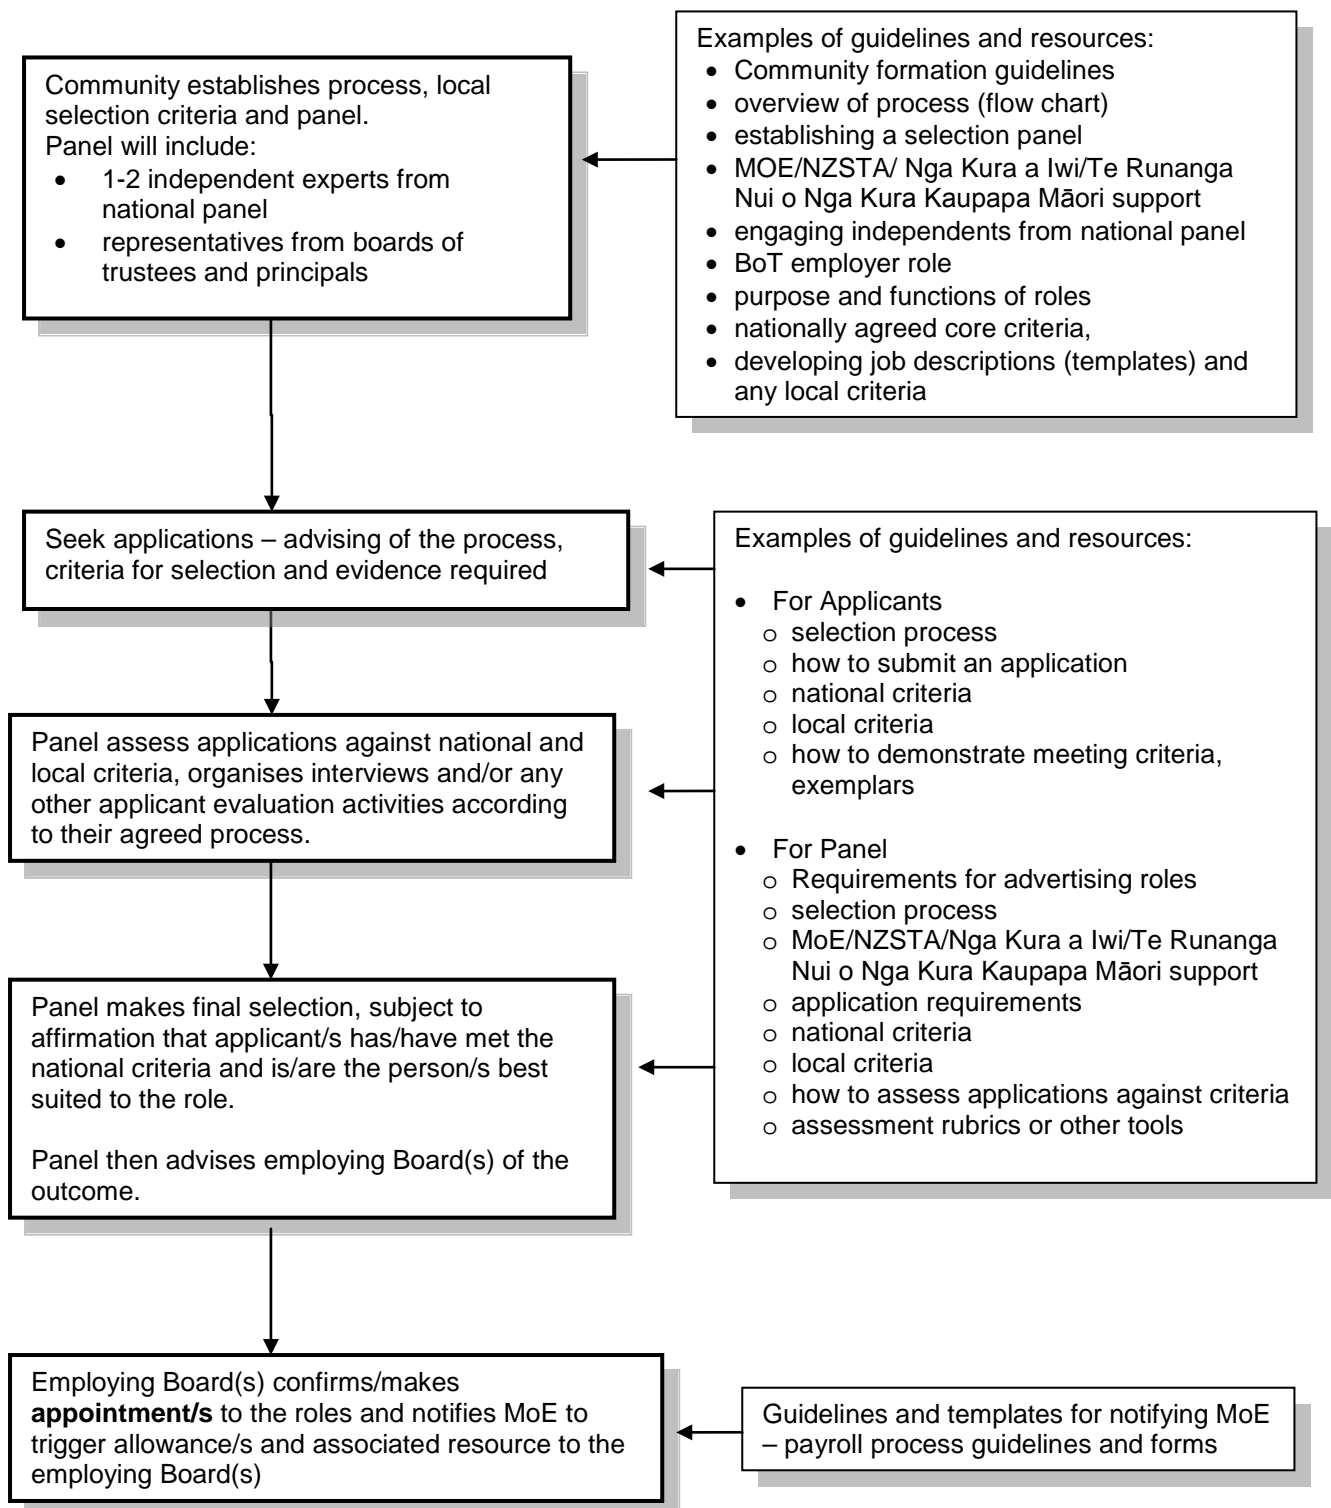 Community establishes process, local
selection criteria and panel.
Panel will include:
• 1-2 independent experts from
national panel
• representatives from boards of
trustees and principals
Examples of guidelines and resources:
• Community formation guidelines
• overview of process (flow chart)
• establishing a selection panel
• MOE/NZSTA/ Nga Kura a Iwi/Te Runanga
Nui o Nga Kura Kaupapa Māori support
• engaging independents from national panel
• BoT employer role
• purpose and functions of roles
• nationally agreed core criteria,
• developing job descriptions (templates) and
any local criteria
Seek applications – advising of the process,
criteria for selection and evidence required
Panel assess applications against national and
local criteria, organises interviews and/or any
other applicant evaluation activities according
to their agreed process.
Panel makes final selection, subject to
affirmation that applicant/s has/have met the
national criteria and is/are the person/s best
suited to the role.
Panel then advises employing Board(s) of the
outcome.
Examples of guidelines and resources:
• For Applicants
o selection process
o how to submit an application
o national criteria
o local criteria
o how to demonstrate meeting criteria,
exemplars
• For Panel
o Requirements for advertising roles
o selection process
o MoE/NZSTA/Nga Kura a Iwi/Te Runanga
Nui o Nga Kura Kaupapa Māori support
o application requirements
o national criteria
o local criteria
o how to assess applications against criteria
o assessment rubrics or other tools
Employing Board(s) confirms/makes
appointment/s to the roles and notifies MoE to
trigger allowance/s and associated resource to the
employing Board(s)
Guidelines and templates for notifying MoE
– payroll process guidelines and forms